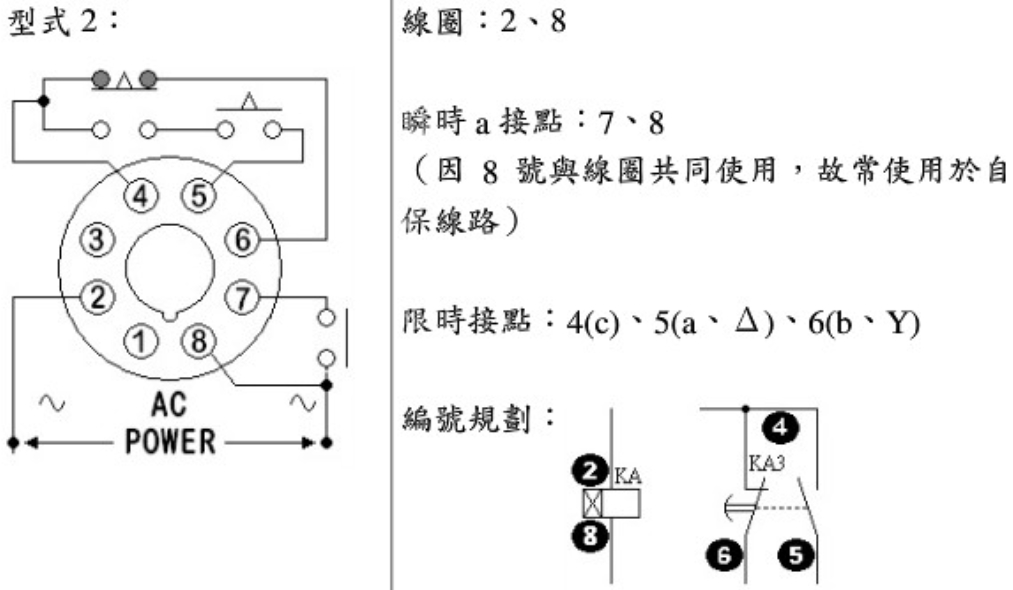 型式 2：
4
5
3
6
2
7
1
8
AC
POWER
線圈：2、8
瞬時 a 接點：7、8
（因 8 號與線圈共同使用，故常使用於自
保線路）
限時接點：4(c)、5(a、Δ)、6(b、Y)
編號規劃：
2
KA
8
4
KA3
6
5